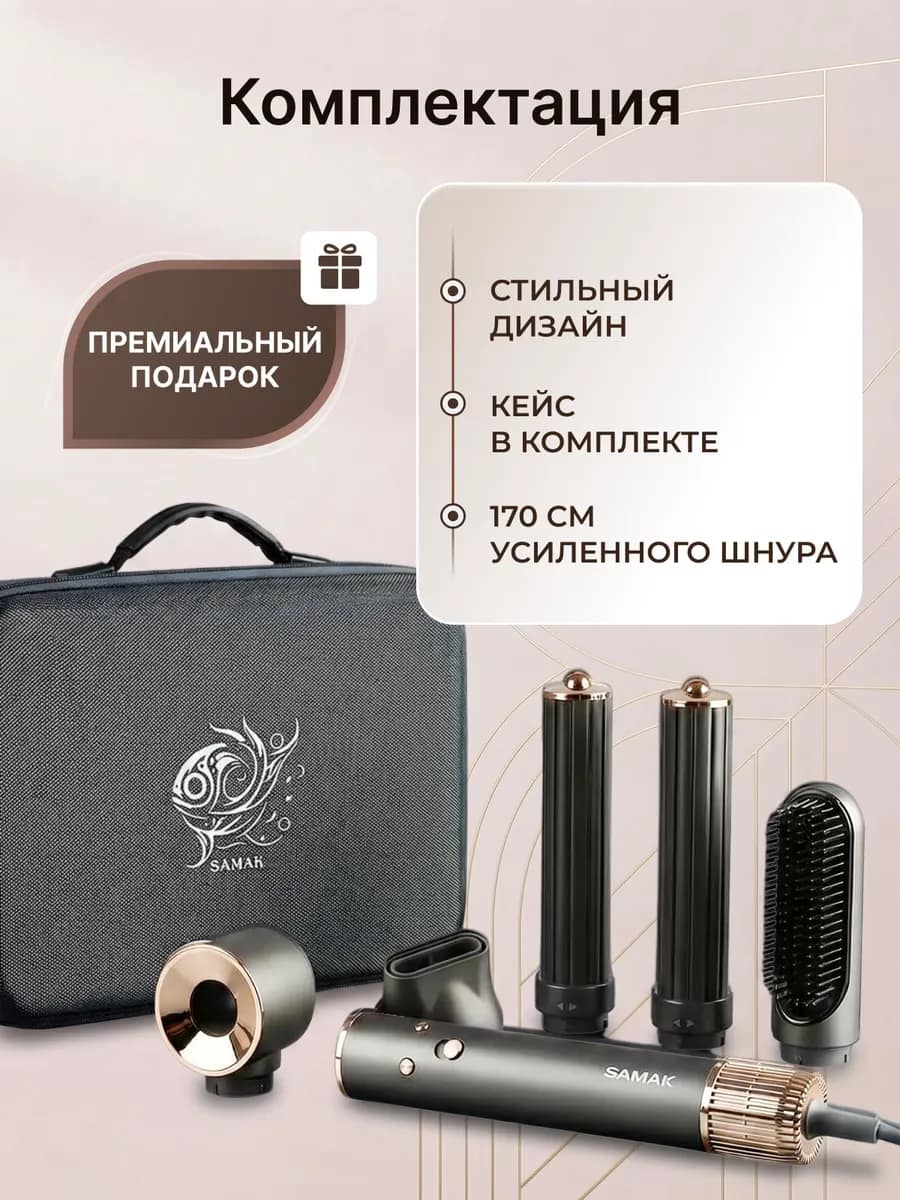 Комплектация
ПРЕМИАЛЬНЫЙ
ПОДАРОК
СТИЛЬНЫЙ
ДИЗАЙН
КЕЙС
В КОМПЛЕКТЕ
170 СМ
УСИЛЕННОГО ШНУРА
SAMAK
SAMAK